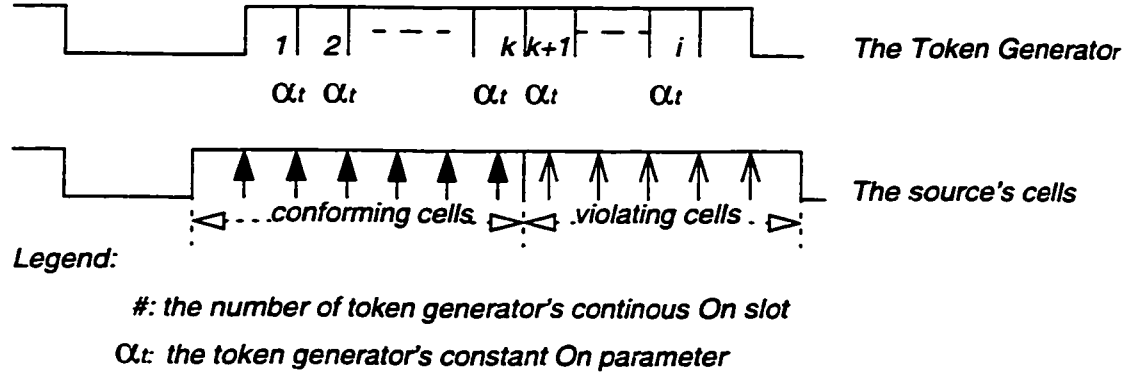 1 2 k k+1 i The Token Generator
αt αt αt αt αt
The source's cells
conforming cells violating cells
Legend:
#: the number of token generator's continous On slot
αt: the token generator's constant On parameter